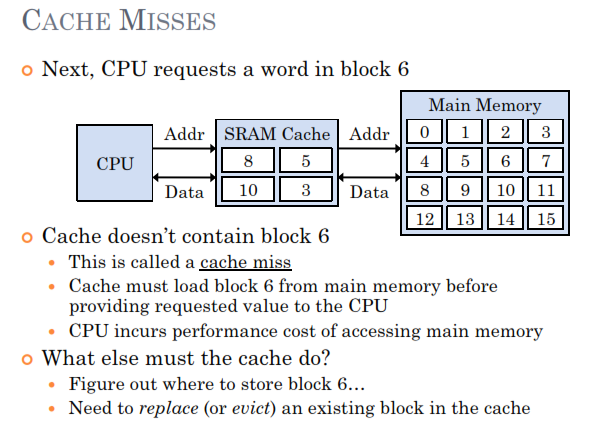 CACHE MISSES
Next, CPU requests a word in block 6
Main Memory
Addr SRAM Cache Addr 0 1 2 3
CPU 8 5 4 5 6 7
Data 10 3 Data 8 9 10 11
12 13 14 15
Cache doesn't contain block 6
This is called a cache miss
Cache must load block 6 from main memory before
providing requested value to the CPU
CPU incurs performance cost of accessing main memory
What else must the cache do?
Figure out where to store block 6…
Need to replace (or evict) an existing block in the cache